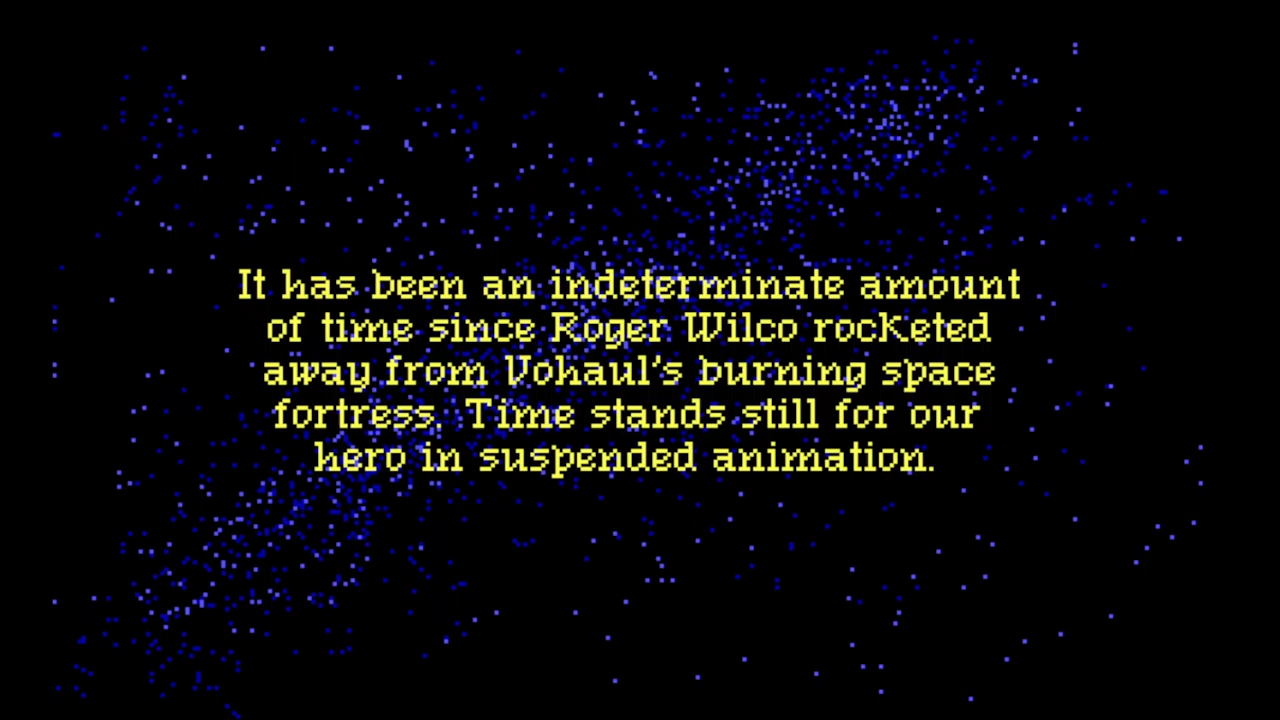 It has been an indeterminate amount
of time since Roger Wilco rocketed
away from Vohaul's burning space
fortress. Time stands still for our
hero in suspended animation.